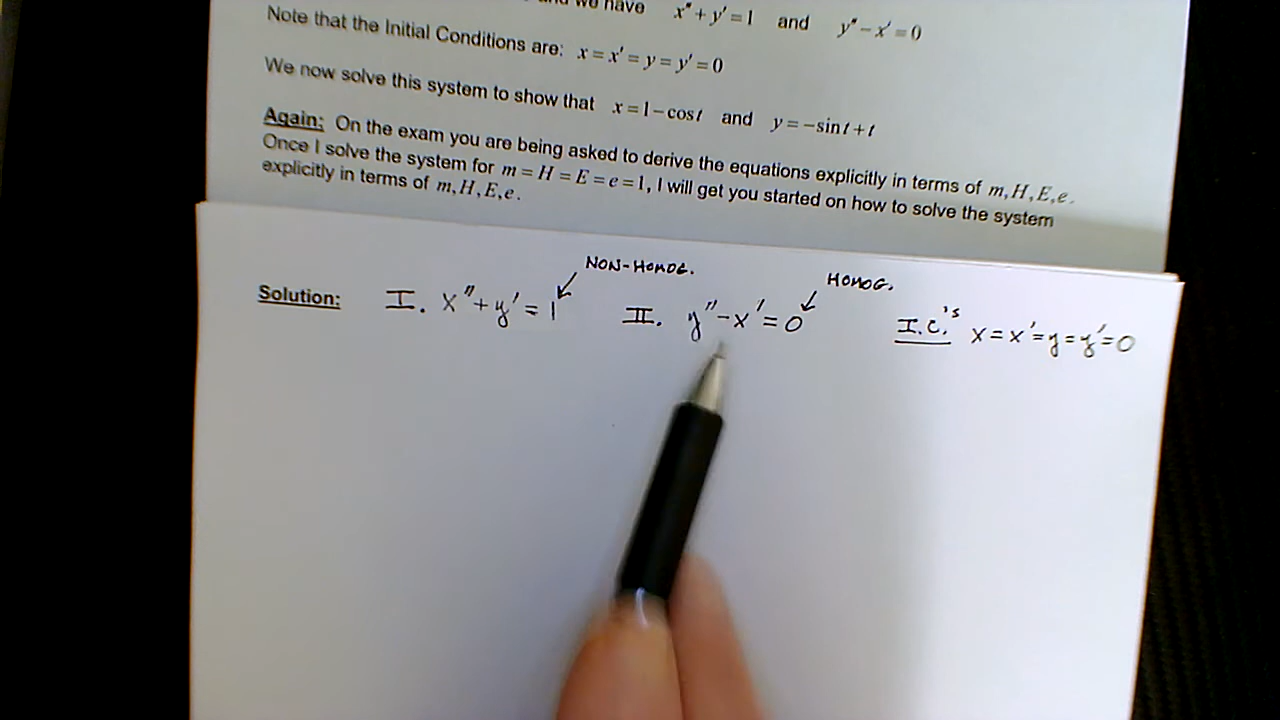 we have x″ + y′ = 1 and y″ − x′ = 0
Note that the Initial Conditions are: x = x′ = y = y′ = 0
We now solve this system to show that x = 1 − cos t and y = −sin t + t
Again: On the exam you are being asked to derive the equations explicitly in terms of m, H, E, e.
Once I solve the system for m = H = E = e = 1, I will get you started on how to solve the system
explicitly in terms of m, H, E, e.
NON-HOMOG.
HOMOG.
Solution: I. x″ + y′ = 1 II. y″ − x′ = 0 I.C.'s x = x′ = y = y′ = 0